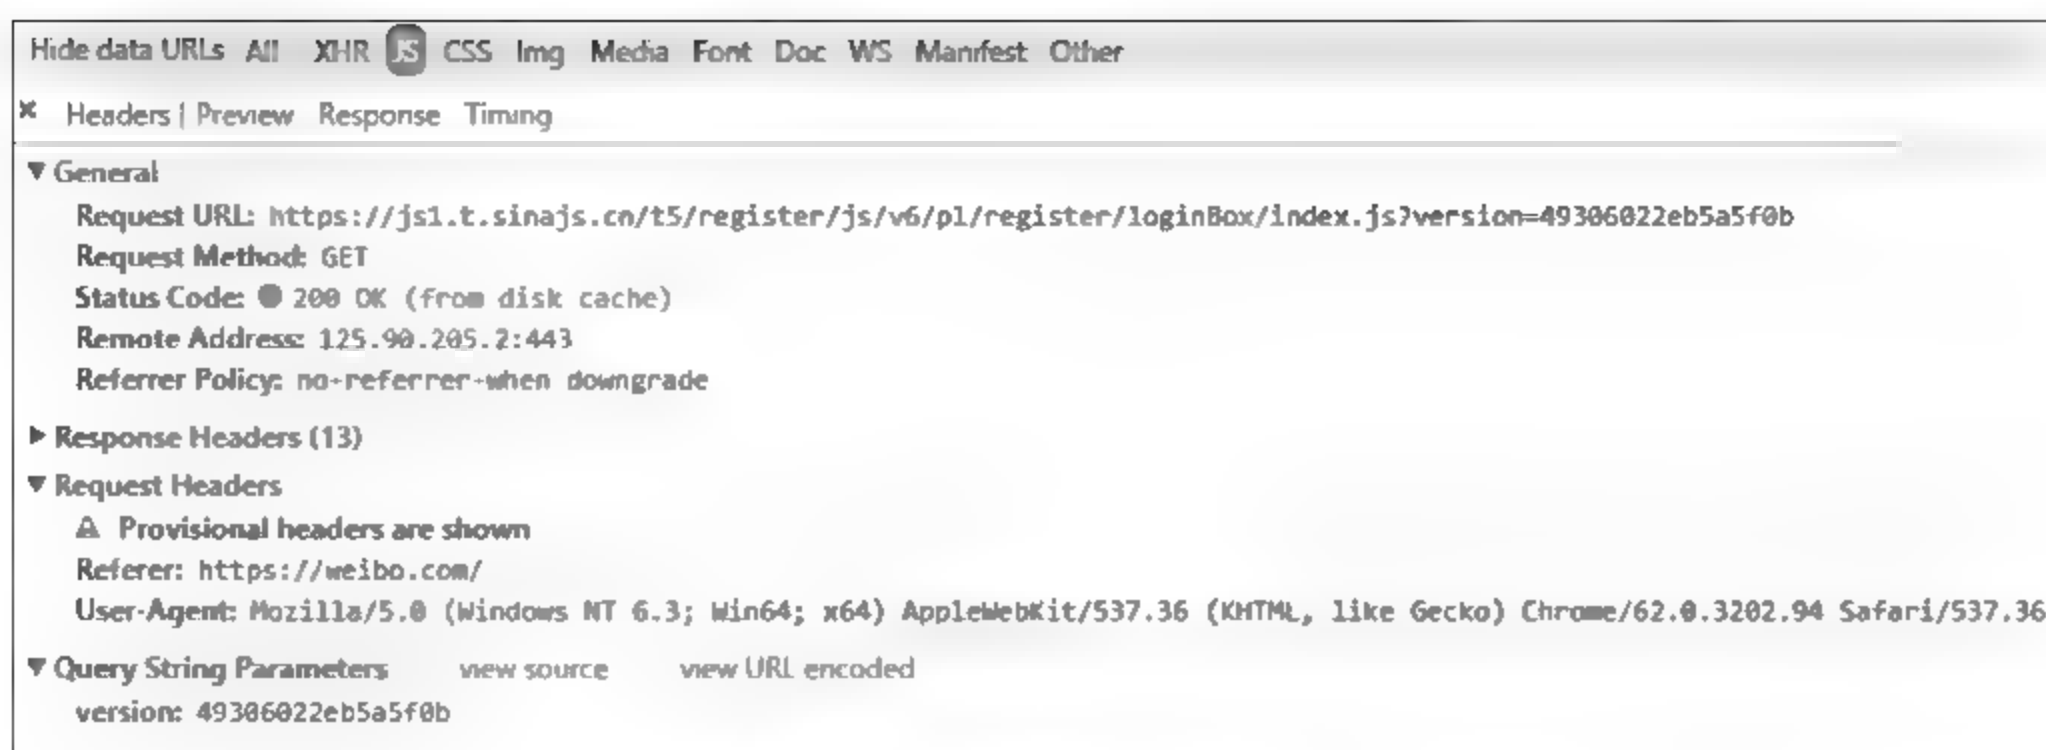 Hide data URLs All XHR JS CSS Img Media Font Doc WS Manifest Other
× Headers | Preview Response Timing
▼ General
Request URL: https://js1.t.sinajs.cn/t5/register/js/v6/pl/register/loginBox/index.js?version=49306022eb5a5f0b
Request Method: GET
Status Code: ● 200 OK (from disk cache)
Remote Address: 125.90.205.2:443
Referrer Policy: no-referrer-when downgrade
▶ Response Headers (13)
▼ Request Headers
⚠ Provisional headers are shown
Referer: https://weibo.com/
User-Agent: Mozilla/5.0 (Windows NT 6.3; Win64; x64) AppleWebKit/537.36 (KHTML, like Gecko) Chrome/62.0.3202.94 Safari/537.36
▼ Query String Parameters view source view URL encoded
version: 49306022eb5a5f0b